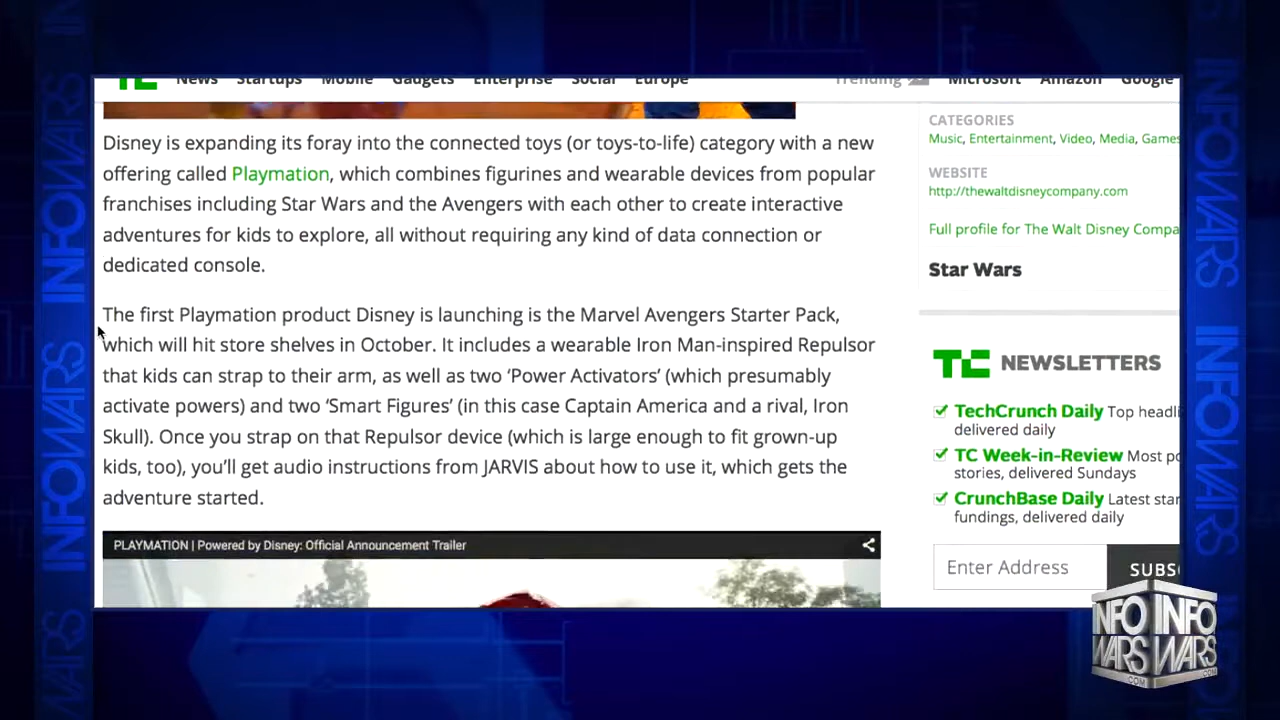 TC News Startups Mobile Gadgets Enterprise Social Europe Trending Microsoft Amazon Google
Disney is expanding its foray into the connected toys (or toys-to-life) category with a new
offering called Playmation, which combines figurines and wearable devices from popular
franchises including Star Wars and the Avengers with each other to create interactive
adventures for kids to explore, all without requiring any kind of data connection or
dedicated console.
The first Playmation product Disney is launching is the Marvel Avengers Starter Pack,
which will hit store shelves in October. It includes a wearable Iron Man-inspired Repulsor
that kids can strap to their arm, as well as two ‘Power Activators’ (which presumably
activate powers) and two ‘Smart Figures’ (in this case Captain America and a rival, Iron
Skull). Once you strap on that Repulsor device (which is large enough to fit grown-up
kids, too), you’ll get audio instructions from JARVIS about how to use it, which gets the
adventure started.
PLAYMATION | Powered by Disney: Official Announcement Trailer
CATEGORIES
Music, Entertainment, Video, Media, Games
WEBSITE
http://thewaltdisneycompany.com
Full profile for The Walt Disney Compa
Star Wars
TC NEWSLETTERS
TechCrunch Daily Top headli
delivered daily
TC Week-in-Review Most po
stories, delivered Sundays
CrunchBase Daily Latest star
fundings, delivered daily
Enter Address SUBS
INFOWARS
INFOWARS
INFOWARS
INFOWARS
INFO INFO
WARS WARS
.COM .COM